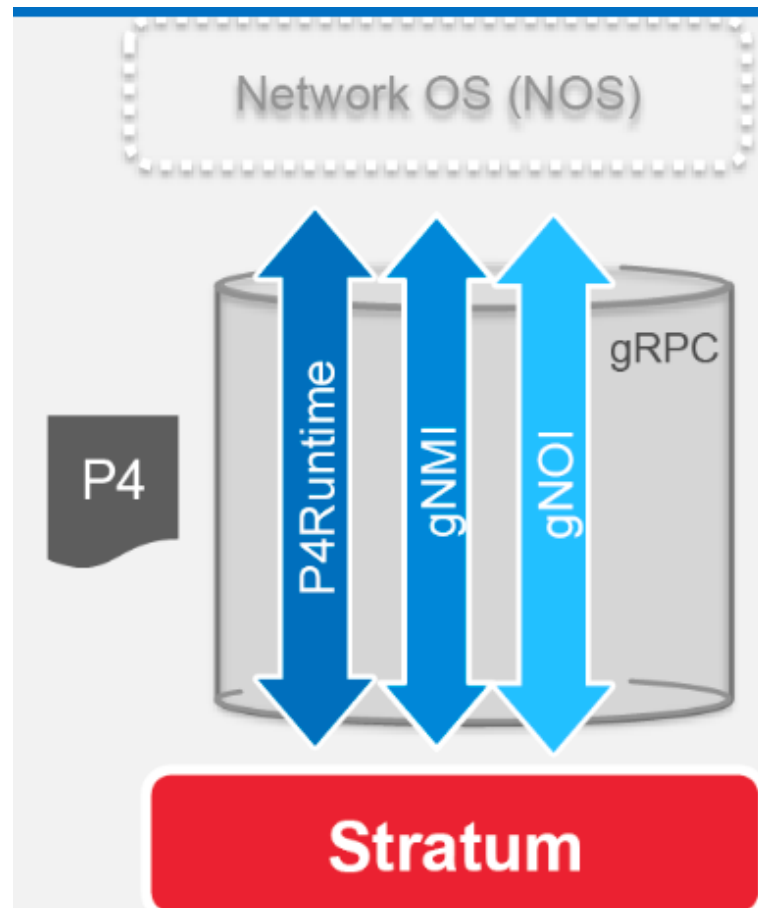 Network OS (NOS)
gRPC
P4
P4Runtime
gNMI
gNOI
Stratum